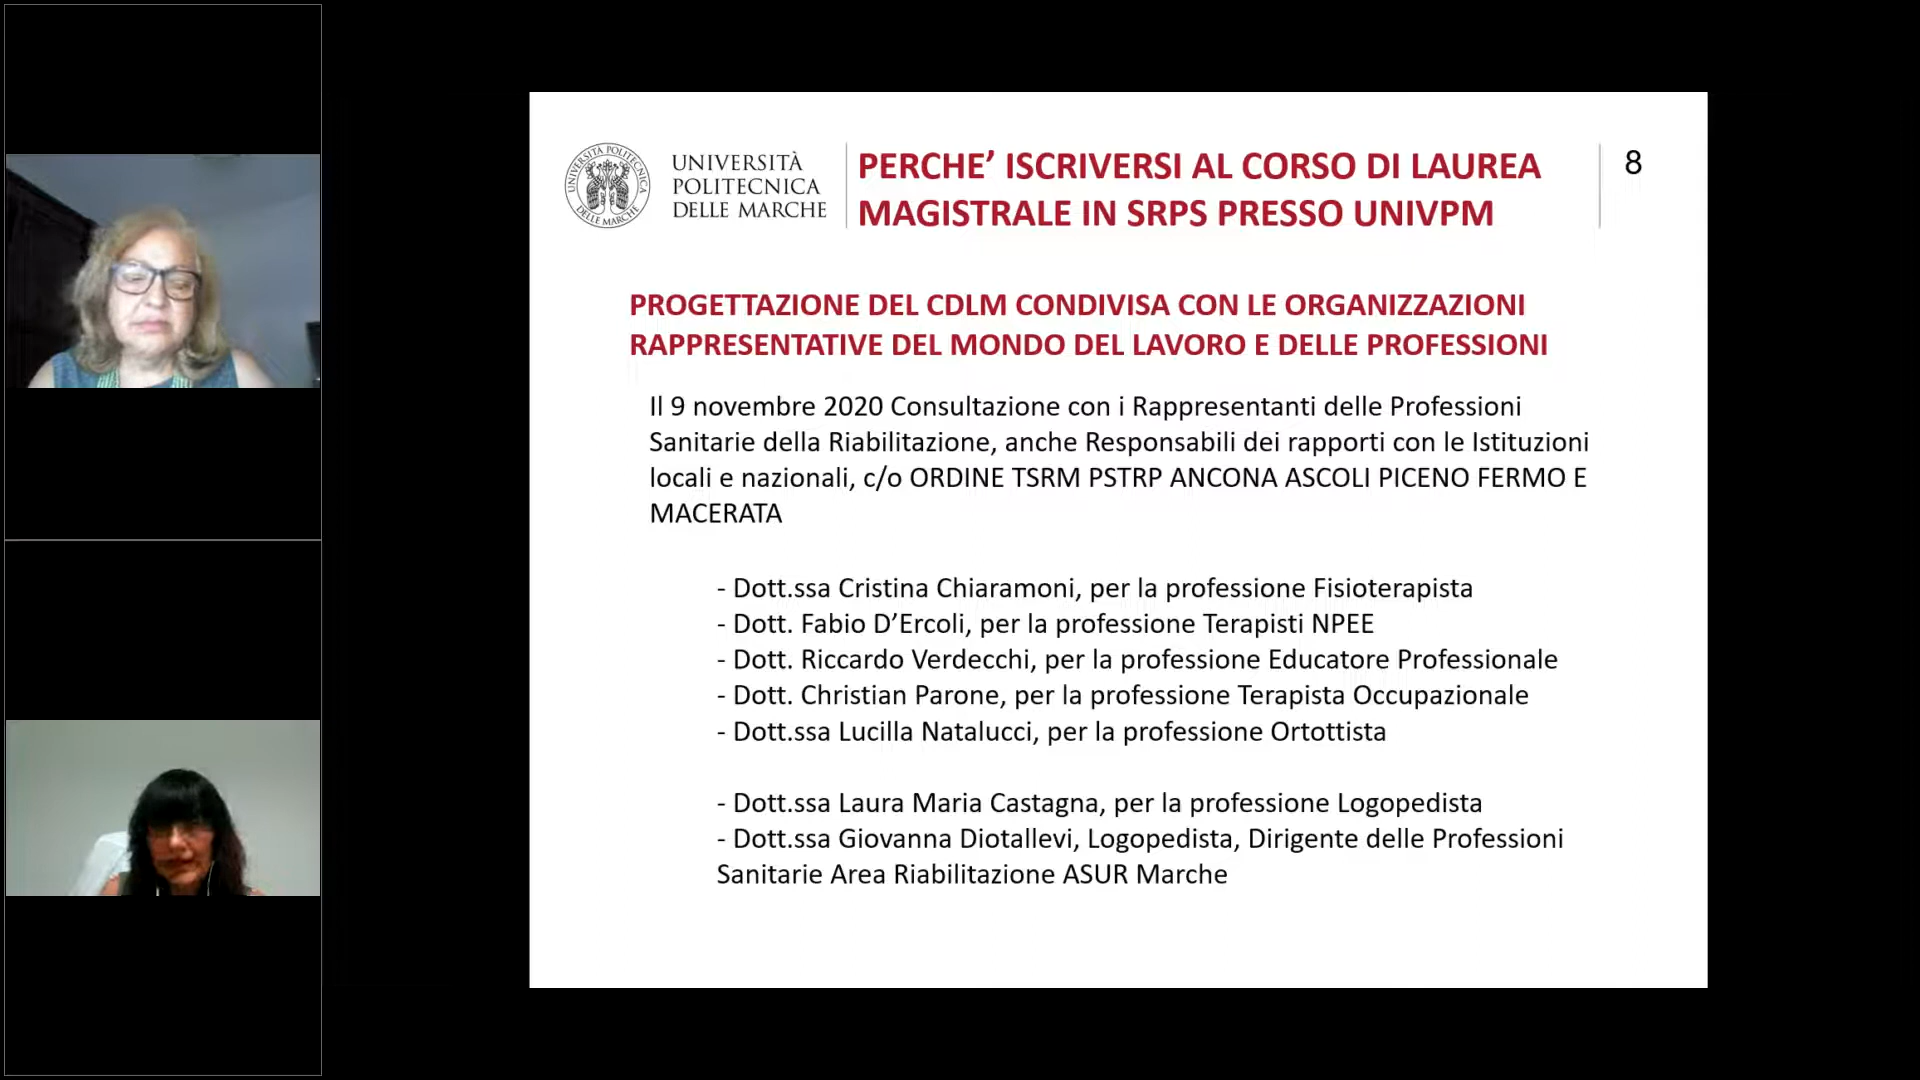 UNIVERSITÀ POLITECNICA
DELLE MARCHE
UNIVERSITÀ
POLITECNICA
DELLE MARCHE
PERCHE’ ISCRIVERSI AL CORSO DI LAUREA
MAGISTRALE IN SRPS PRESSO UNIVPM
8
PROGETTAZIONE DEL CDLM CONDIVISA CON LE ORGANIZZAZIONI
RAPPRESENTATIVE DEL MONDO DEL LAVORO E DELLE PROFESSIONI
Il 9 novembre 2020 Consultazione con i Rappresentanti delle Professioni
Sanitarie della Riabilitazione, anche Responsabili dei rapporti con le Istituzioni
locali e nazionali, c/o ORDINE TSRM PSTRP ANCONA ASCOLI PICENO FERMO E
MACERATA
- Dott.ssa Cristina Chiaramoni, per la professione Fisioterapista
- Dott. Fabio D’Ercoli, per la professione Terapisti NPEE
- Dott. Riccardo Verdecchi, per la professione Educatore Professionale
- Dott. Christian Parone, per la professione Terapista Occupazionale
- Dott.ssa Lucilla Natalucci, per la professione Ortottista
- Dott.ssa Laura Maria Castagna, per la professione Logopedista
- Dott.ssa Giovanna Diotallevi, Logopedista, Dirigente delle Professioni
Sanitarie Area Riabilitazione ASUR Marche